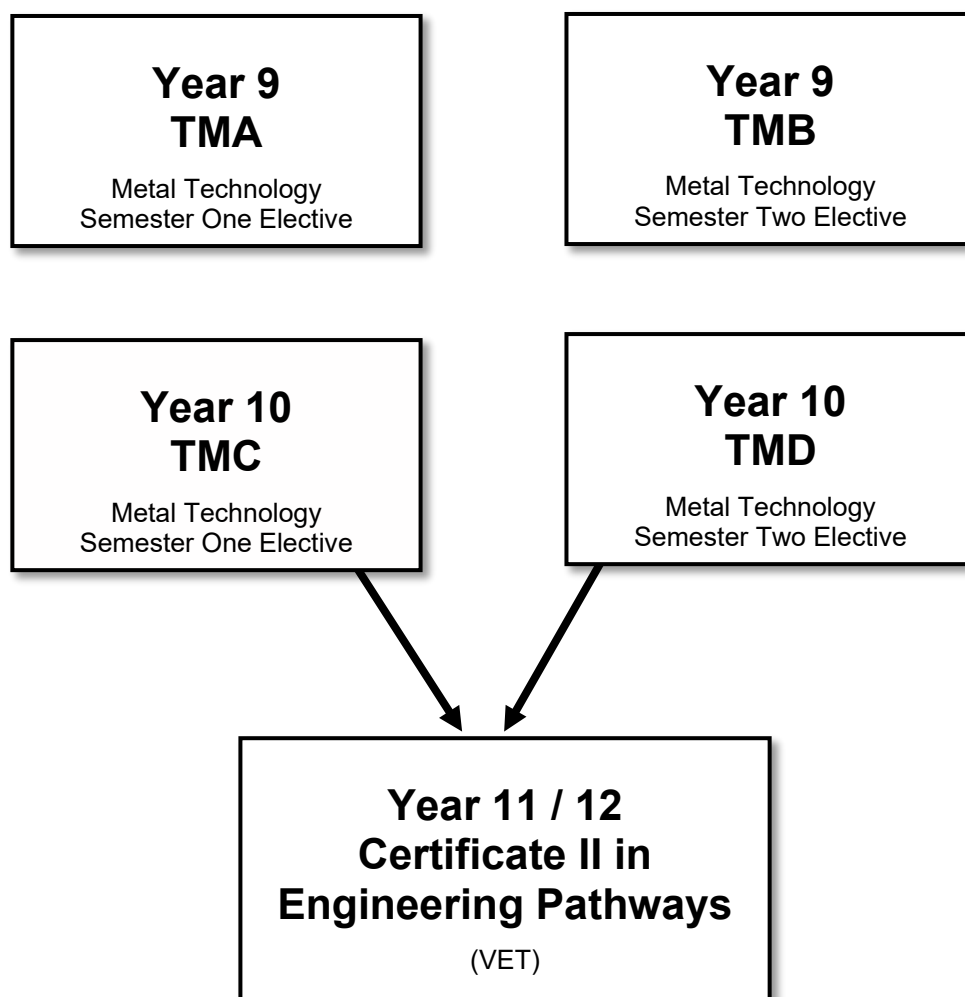 Year 9
TMA
Metal Technology
Semester One Elective
Year 9
TMB
Metal Technology
Semester Two Elective
Year 10
TMC
Metal Technology
Semester One Elective
Year 10
TMD
Metal Technology
Semester Two Elective
Year 11 / 12
Certificate II in
Engineering Pathways
(VET)